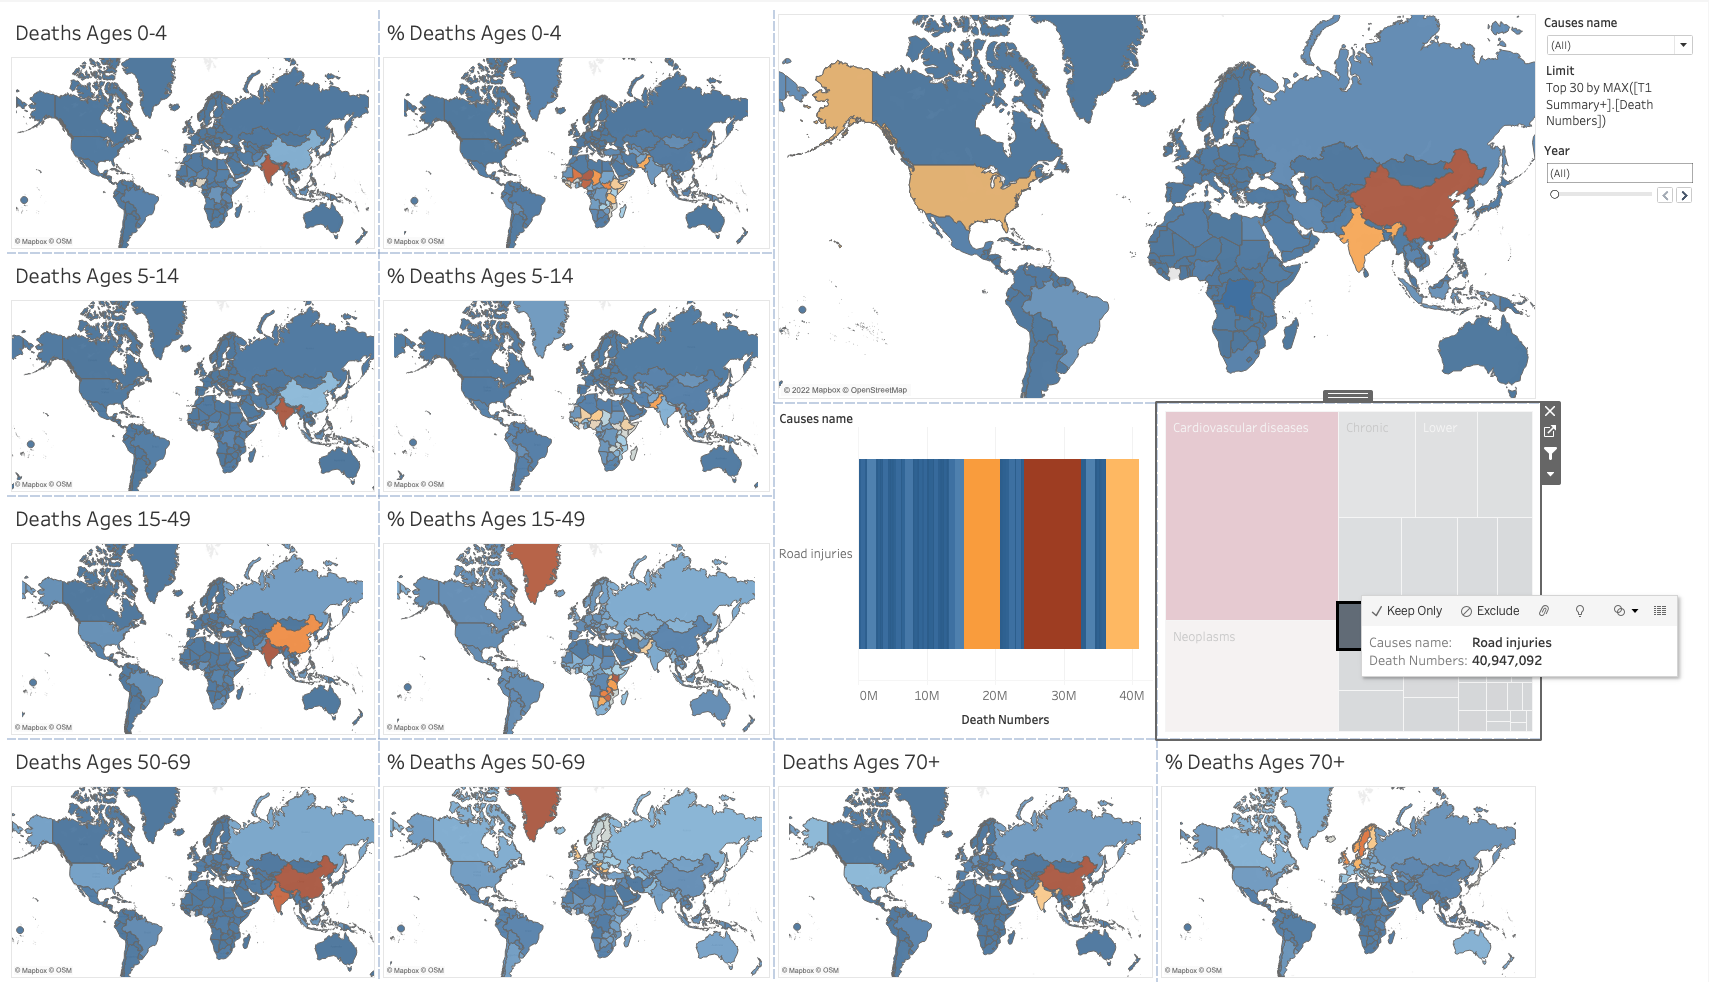 Deaths Ages 0-4
© Mapbox © OSM
% Deaths Ages 0-4
© Mapbox © OSM
© 2022 Mapbox © OpenStreetMap
Causes name
(All)
Limit
Top 30 by MAX([T1
Summary+].[Death
Numbers])
Year
(All)
Deaths Ages 5-14
© Mapbox © OSM
% Deaths Ages 5-14
© Mapbox © OSM
Deaths Ages 15-49
© Mapbox © OSM
% Deaths Ages 15-49
© Mapbox © OSM
Causes name
Road injuries
0M
10M
20M
30M
40M
Death Numbers
Cardiovascular diseases
Chronic
Lower
Neoplasms
Keep Only
Exclude
Causes name: Road injuries
Death Numbers: 40,947,092
Deaths Ages 50-69
© Mapbox © OSM
% Deaths Ages 50-69
© Mapbox © OSM
Deaths Ages 70+
© Mapbox © OSM
% Deaths Ages 70+
© Mapbox © OSM